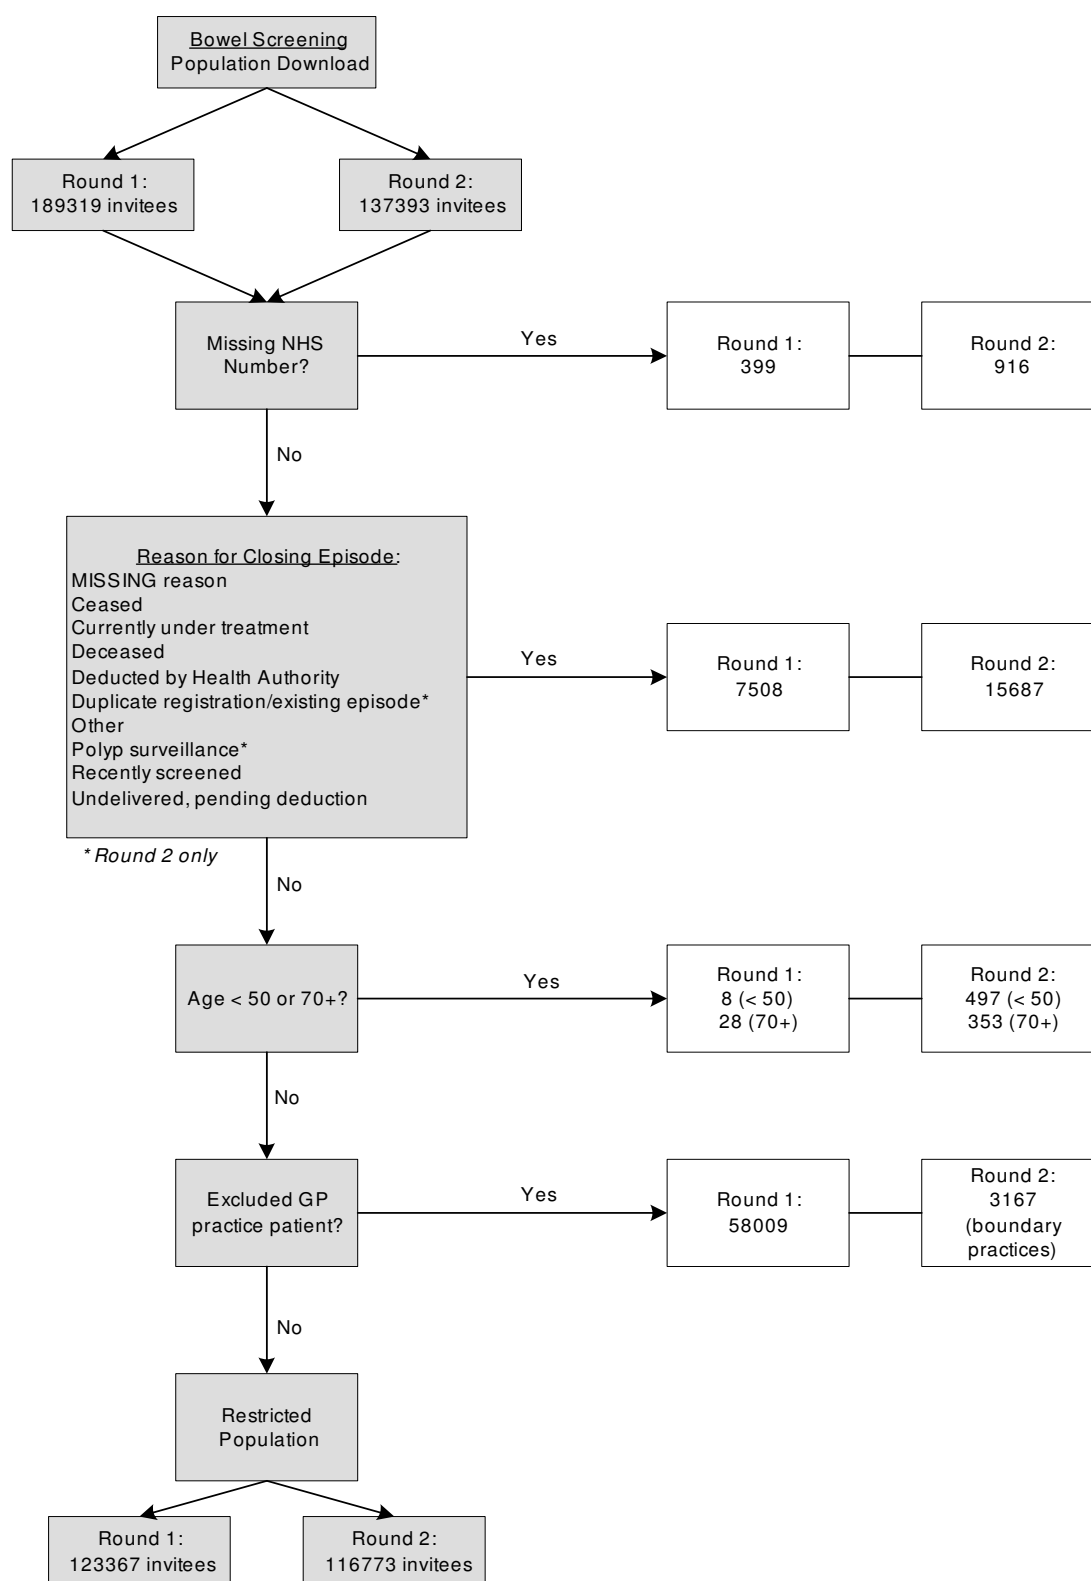 Bowel Screening
Population Download
Round 1:
189319 invitees
Round 2:
137393 invitees
Missing NHS
Number?
Yes
Round 1:
399
Round 2:
916
No
Reason for Closing Episode:
MISSING reason
Ceased
Currently under treatment
Deceased
Deducted by Health Authority
Duplicate registration/existing episode*
Other
Polyp surveillance*
Recently screened
Undelivered, pending deduction
Yes
Round 1:
7508
Round 2:
15687
* Round 2 only
No
Age < 50 or 70+?
Yes
Round 1:
8 (< 50)
28 (70+)
Round 2:
497 (< 50)
353 (70+)
No
Excluded GP
practice patient?
Yes
Round 1:
58009
Round 2:
3167
(boundary
practices)
No
Restricted
Population
Round 1:
123367 invitees
Round 2:
116773 invitees